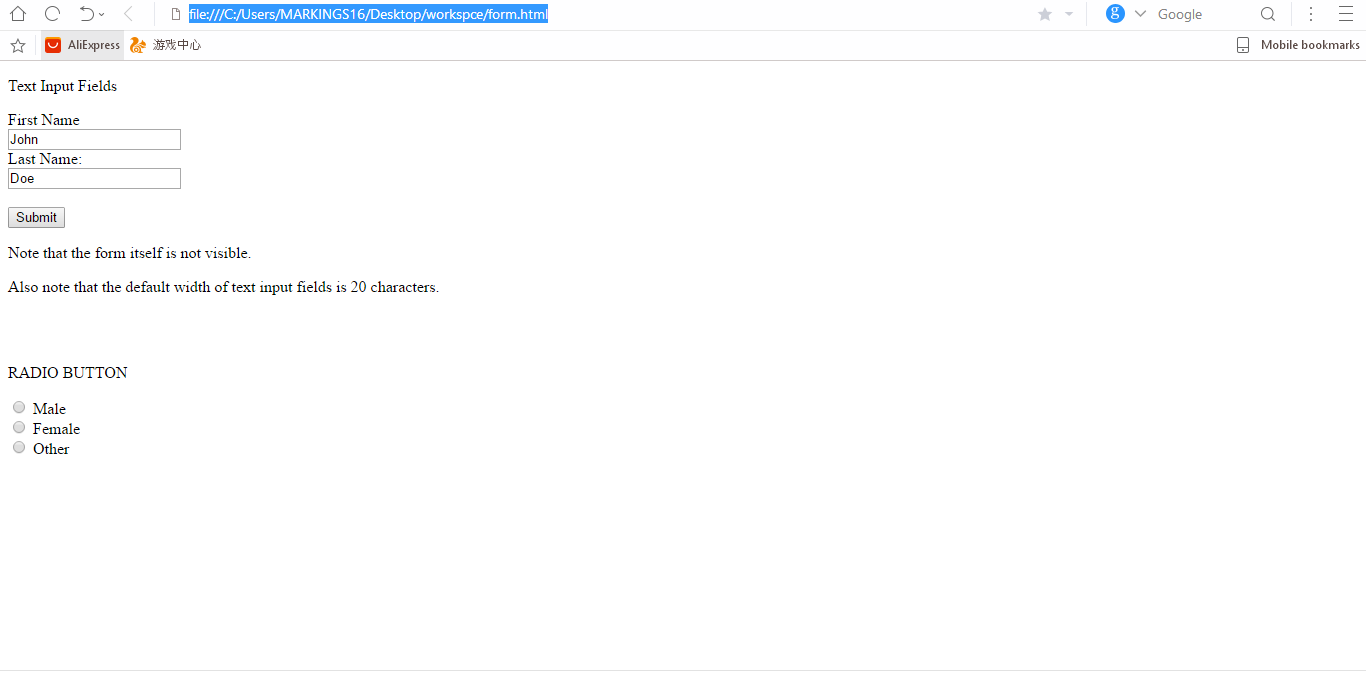 file:///C:/Users/MARKINGS16/Desktop/workspce/form.html
g Google
AliExpress 游戏中心 Mobile bookmarks
Text Input Fields
First Name
John
Last Name:
Doe
Submit
Note that the form itself is not visible.
Also note that the default width of text input fields is 20 characters.
RADIO BUTTON
Male
Female
Other